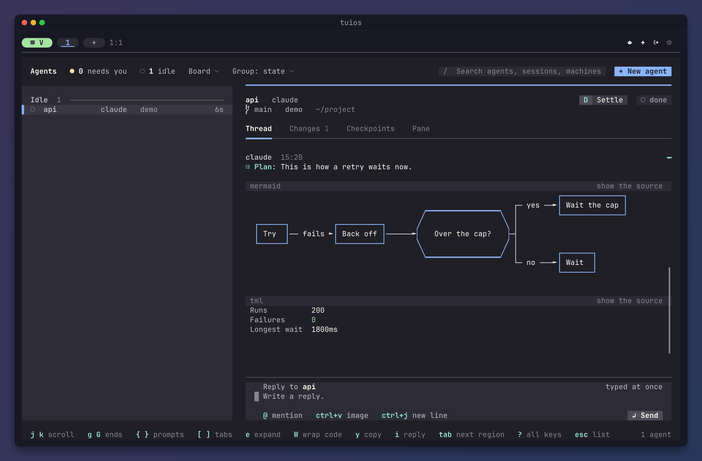 tuios
V 1 + 1:1
Agents 0 needs you 1 idle Board Group: state / Search agents, sessions, machines + New agent
Idle 1
api claude demo 6s
api claude D Settle done
main demo ~/project
Thread Changes 1 Checkpoints Pane
claude 15:20
Plan: This is how a retry waits now.
mermaid show the source
yes Wait the cap
Try fails Back off Over the cap?
no Wait
tml show the source
Runs 200
Failures 0
Longest wait 1800ms
Reply to api typed at once
Write a reply.
@ mention ctrl+v image ctrl+j new line ↲ Send
j k scroll g G ends { } prompts [ ] tabs e expand W wrap code y copy i reply tab next region ? all keys esc list 1 agent